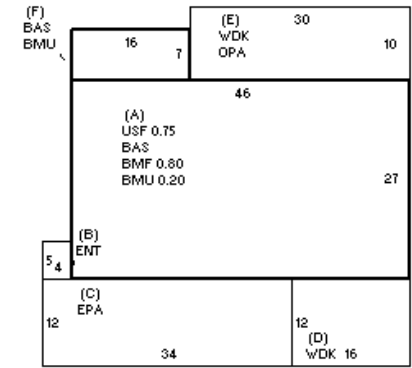 (F)
BAS
BMU
16
7
(E)
WDK
OPA
30
10
46
(A)
USF 0.75
BAS
BMF 0.80
BMU 0.20
27
(B)
ENT
5
4
(C)
EPA
12
34
12
(D)
WDK 16